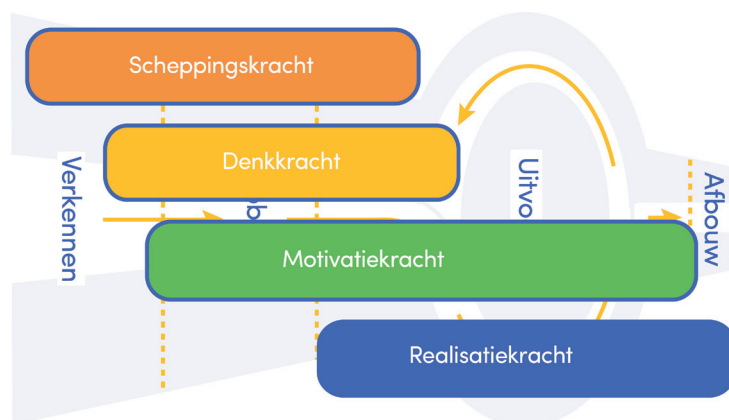 Scheppingskracht
Denkkracht
Verkennen
Uitvo
Afbouw
Motivatiekracht
Realisatiekracht